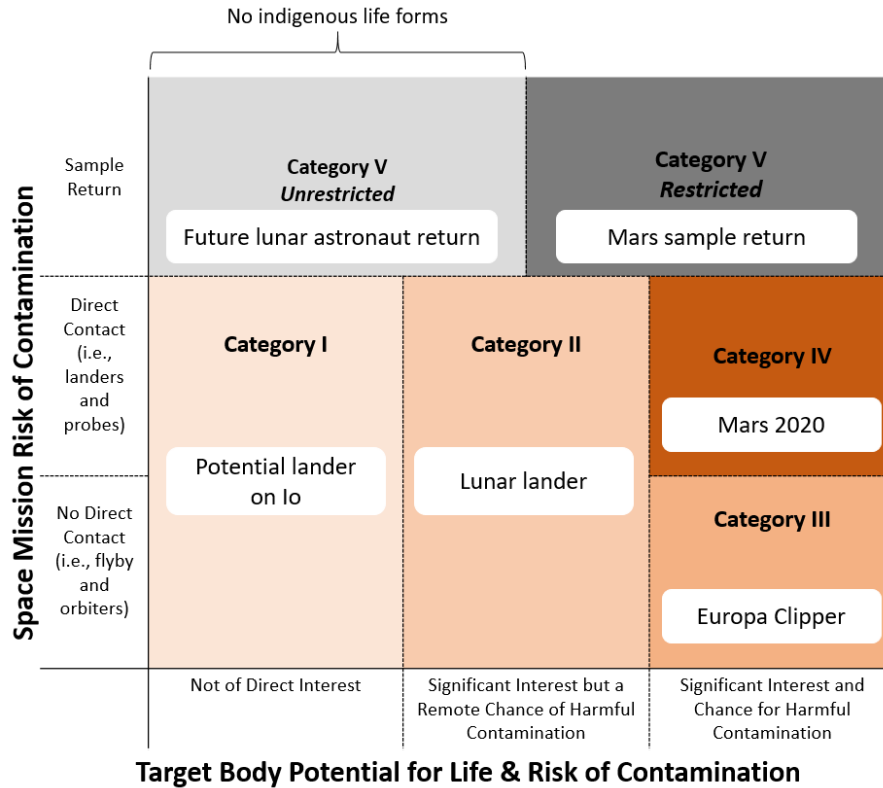 No indigenous life forms
Space Mission Risk of Contamination
Sample
Return
Category V
Unrestricted
Future lunar astronaut return
Category V
Restricted
Mars sample return
Direct
Contact
(i.e.,
landers
and
probes)
Category I
Potential lander
on Io
Category II
Lunar lander
Category IV
Mars 2020
No Direct
Contact
(i.e., flyby
and
orbiters)
Category III
Europa Clipper
Not of Direct Interest
Significant Interest but a
Remote Chance of Harmful
Contamination
Significant Interest and
Chance for Harmful
Contamination
Target Body Potential for Life & Risk of Contamination